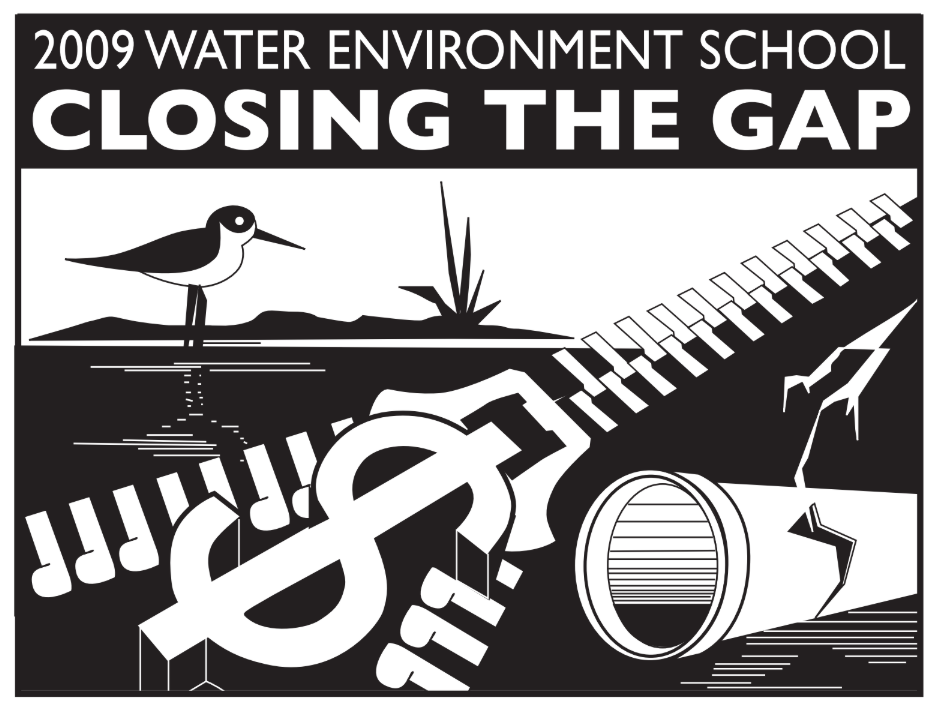 2009 WATER ENVIRONMENT SCHOOL
CLOSING THE GAP